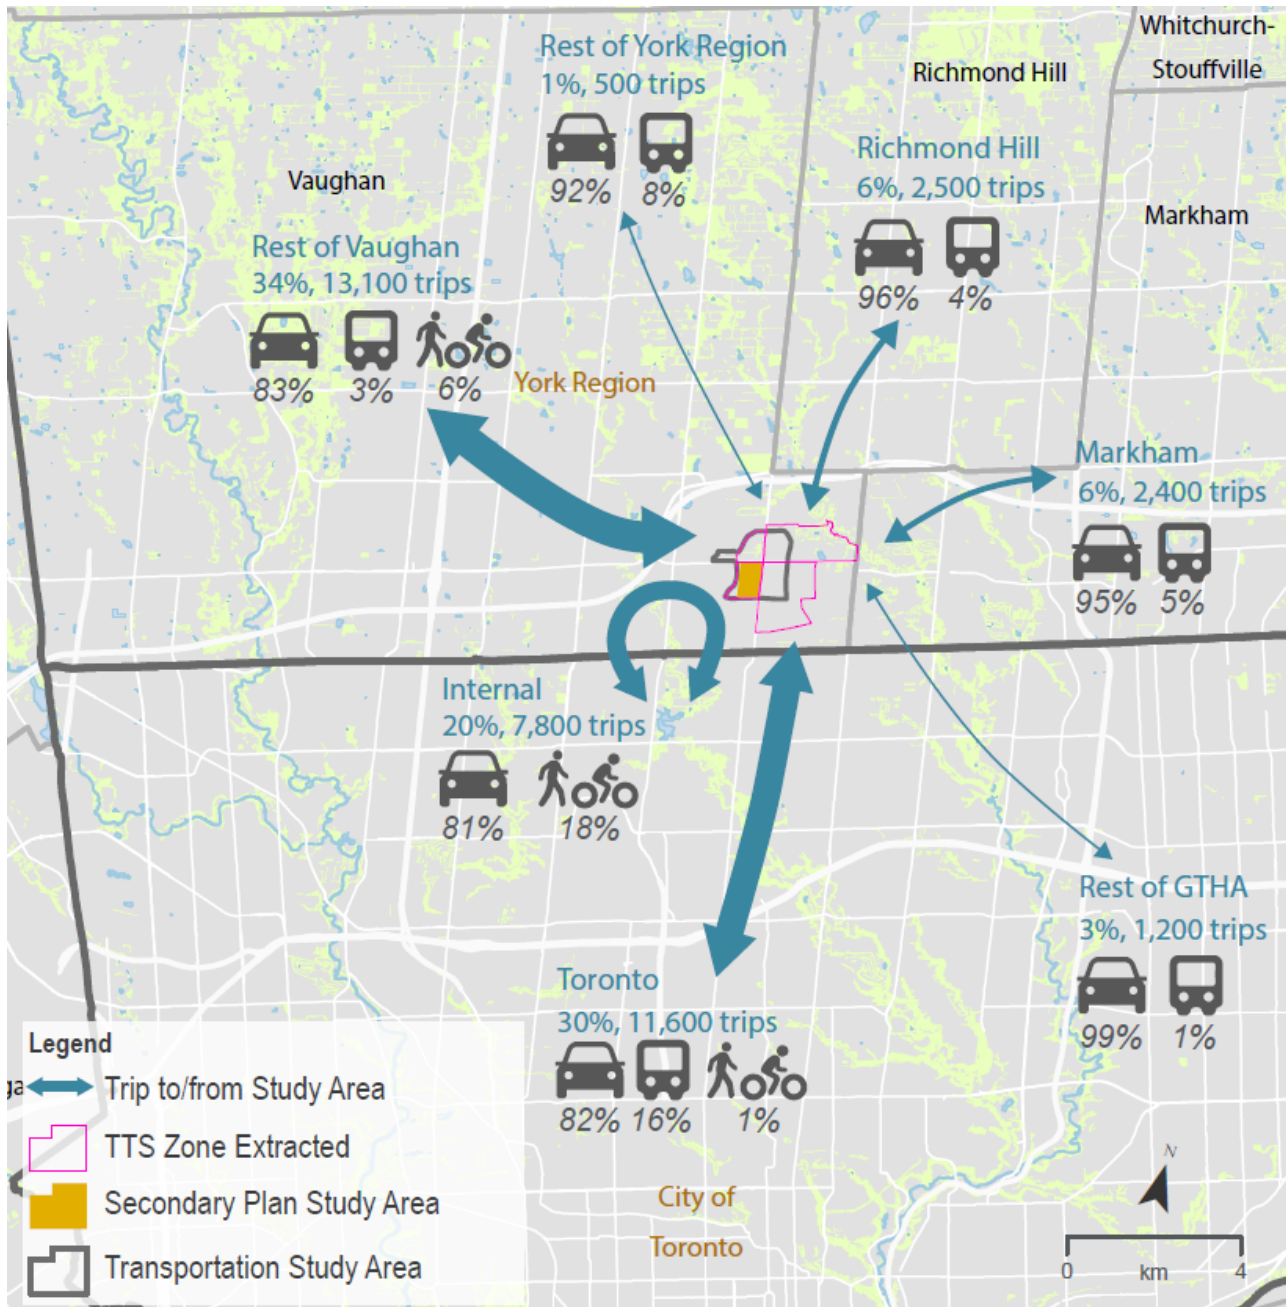 Whitchurch-
Stouffville
Rest of York Region
1%, 500 trips
92% 8%
Richmond Hill
Richmond Hill
6%, 2,500 trips
96% 4%
Vaughan
Markham
Rest of Vaughan
34%, 13,100 trips
83% 3% 6%
York Region
Markham
6%, 2,400 trips
95% 5%
Internal
20%, 7,800 trips
81% 18%
Rest of GTHA
3%, 1,200 trips
99% 1%
Toronto
30%, 11,600 trips
82% 16% 1%
Legend
Trip to/from Study Area
TTS Zone Extracted
Secondary Plan Study Area
Transportation Study Area
City of
Toronto
N
0 km 4